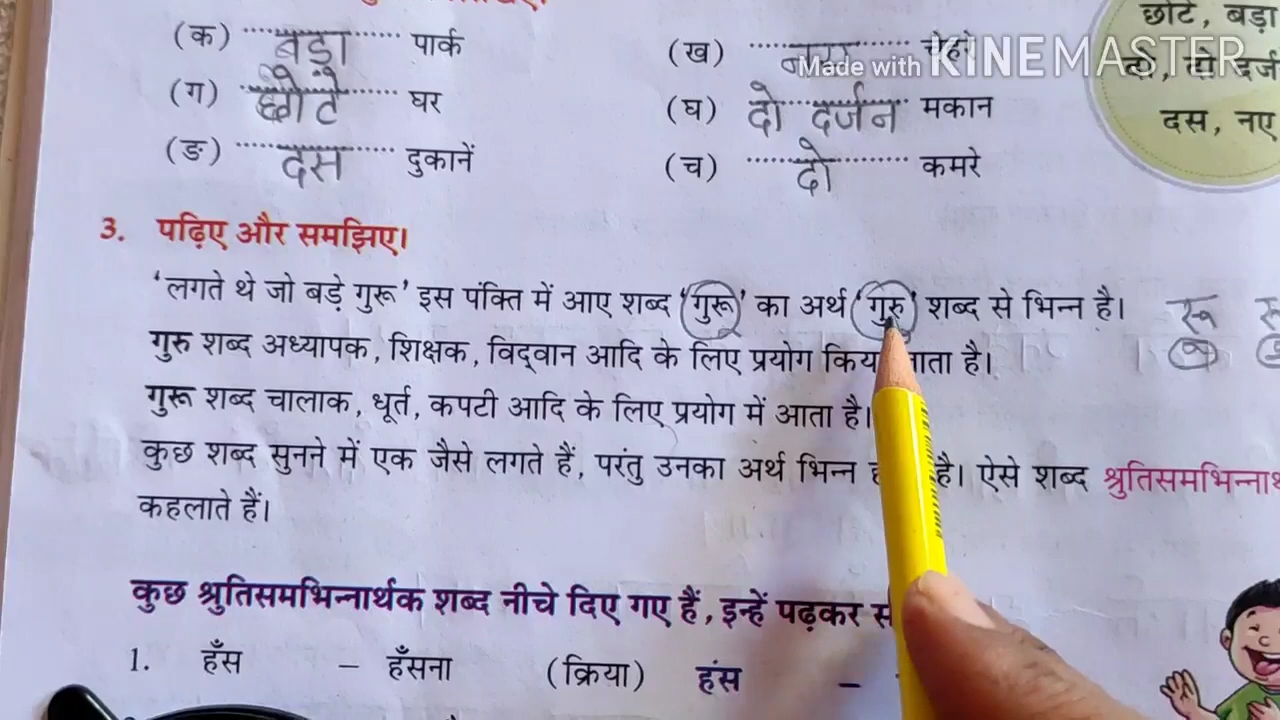 (क) बड़ा पार्क (ख) चेहरे
Made with KINEMASTER
छोटे, बड़ा
(ग) छोटे घर (घ) दो दर्जन मकान
दो, दो दर्ज
दस, नए
(ङ) दस दुकानें (च) दो कमरे
3. पढ़िए और समझिए।
'लगते थे जो बड़े गुरू' इस पंक्ति में आए शब्द 'गुरू' का अर्थ 'गुरु' शब्द से भिन्न है।
रू
गुरु शब्द अध्यापक, शिक्षक, विद्वान आदि के लिए प्रयोग किया जाता है।
गुरू शब्द चालाक, धूर्त, कपटी आदि के लिए प्रयोग में आता है।
कुछ शब्द सुनने में एक जैसे लगते हैं, परंतु उनका अर्थ भिन्न है। ऐसे शब्द श्रुतिसमभिन्नार्थ
कहलाते हैं।
कुछ श्रुतिसमभिन्नार्थक शब्द नीचे दिए गए हैं, इन्हें पढ़कर स
1. हँस – हँसना (क्रिया) हंस –